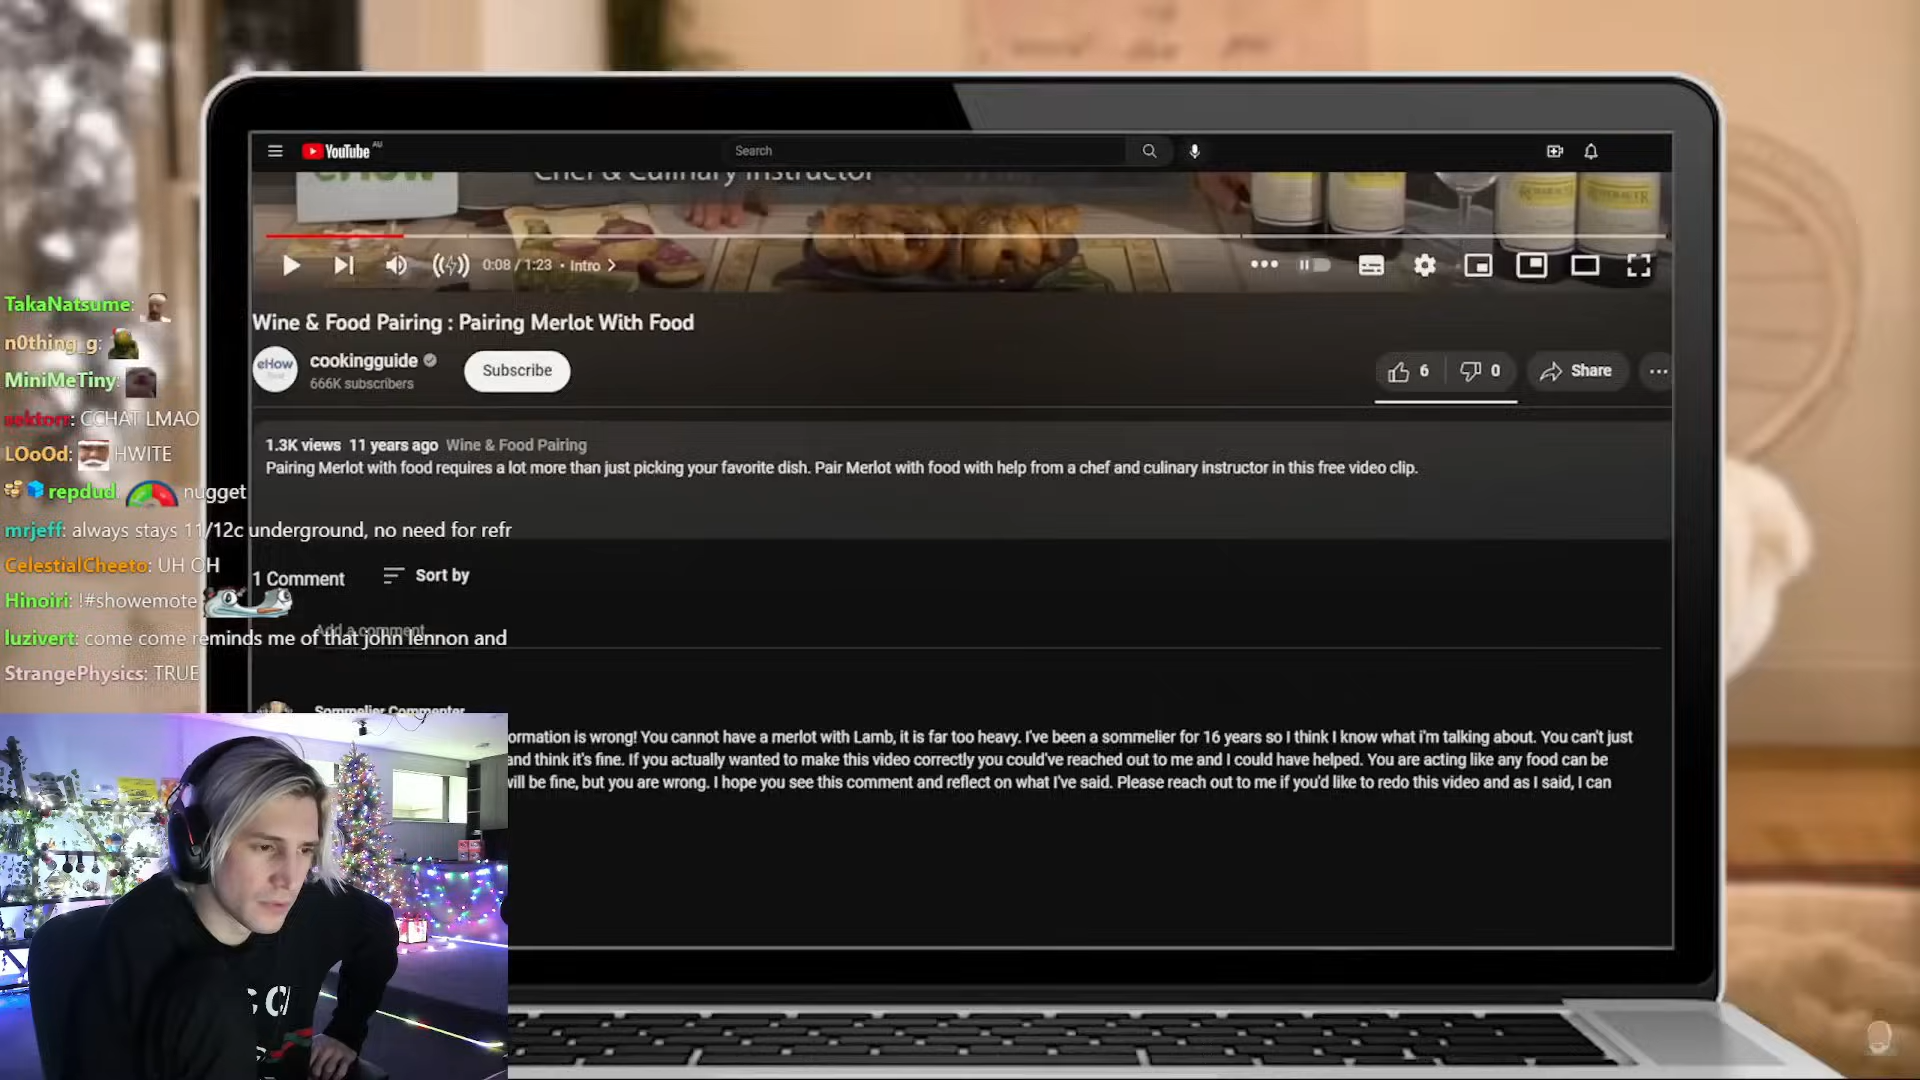 YouTube AU
Search
eHow
Chef & Culinary Instructor
0:08 / 1:23 • Intro
Wine & Food Pairing : Pairing Merlot With Food
eHow
cookingguide
666K subscribers
Subscribe
6
0
Share
1.3K views 11 years ago Wine & Food Pairing
Pairing Merlot with food requires a lot more than just picking your favorite dish. Pair Merlot with food with help from a chef and culinary instructor in this free video clip.
1 Comment
Sort by
Add a comment
Sommelier Commenter
ormation is wrong! You cannot have a merlot with Lamb, it is far too heavy. I've been a sommelier for 16 years so I think I know what i'm talking about. You can't just
and think it's fine. If you actually wanted to make this video correctly you could've reached out to me and I could have helped. You are acting like any food can be
will be fine, but you are wrong. I hope you see this comment and reflect on what I've said. Please reach out to me if you'd like to redo this video and as I said, I can
TakaNatsume:
n0thing_g:
MiniMeTiny:
: CCHAT LMAO
LOoOd: HWITE
repdud: nugget
mrjeff: always stays 11/12c underground, no need for refr
CelestialCheeto: UH OH
Hinoiri: !#showemote
luzivert: come come reminds me of that john lennon and
StrangePhysics: TRUE